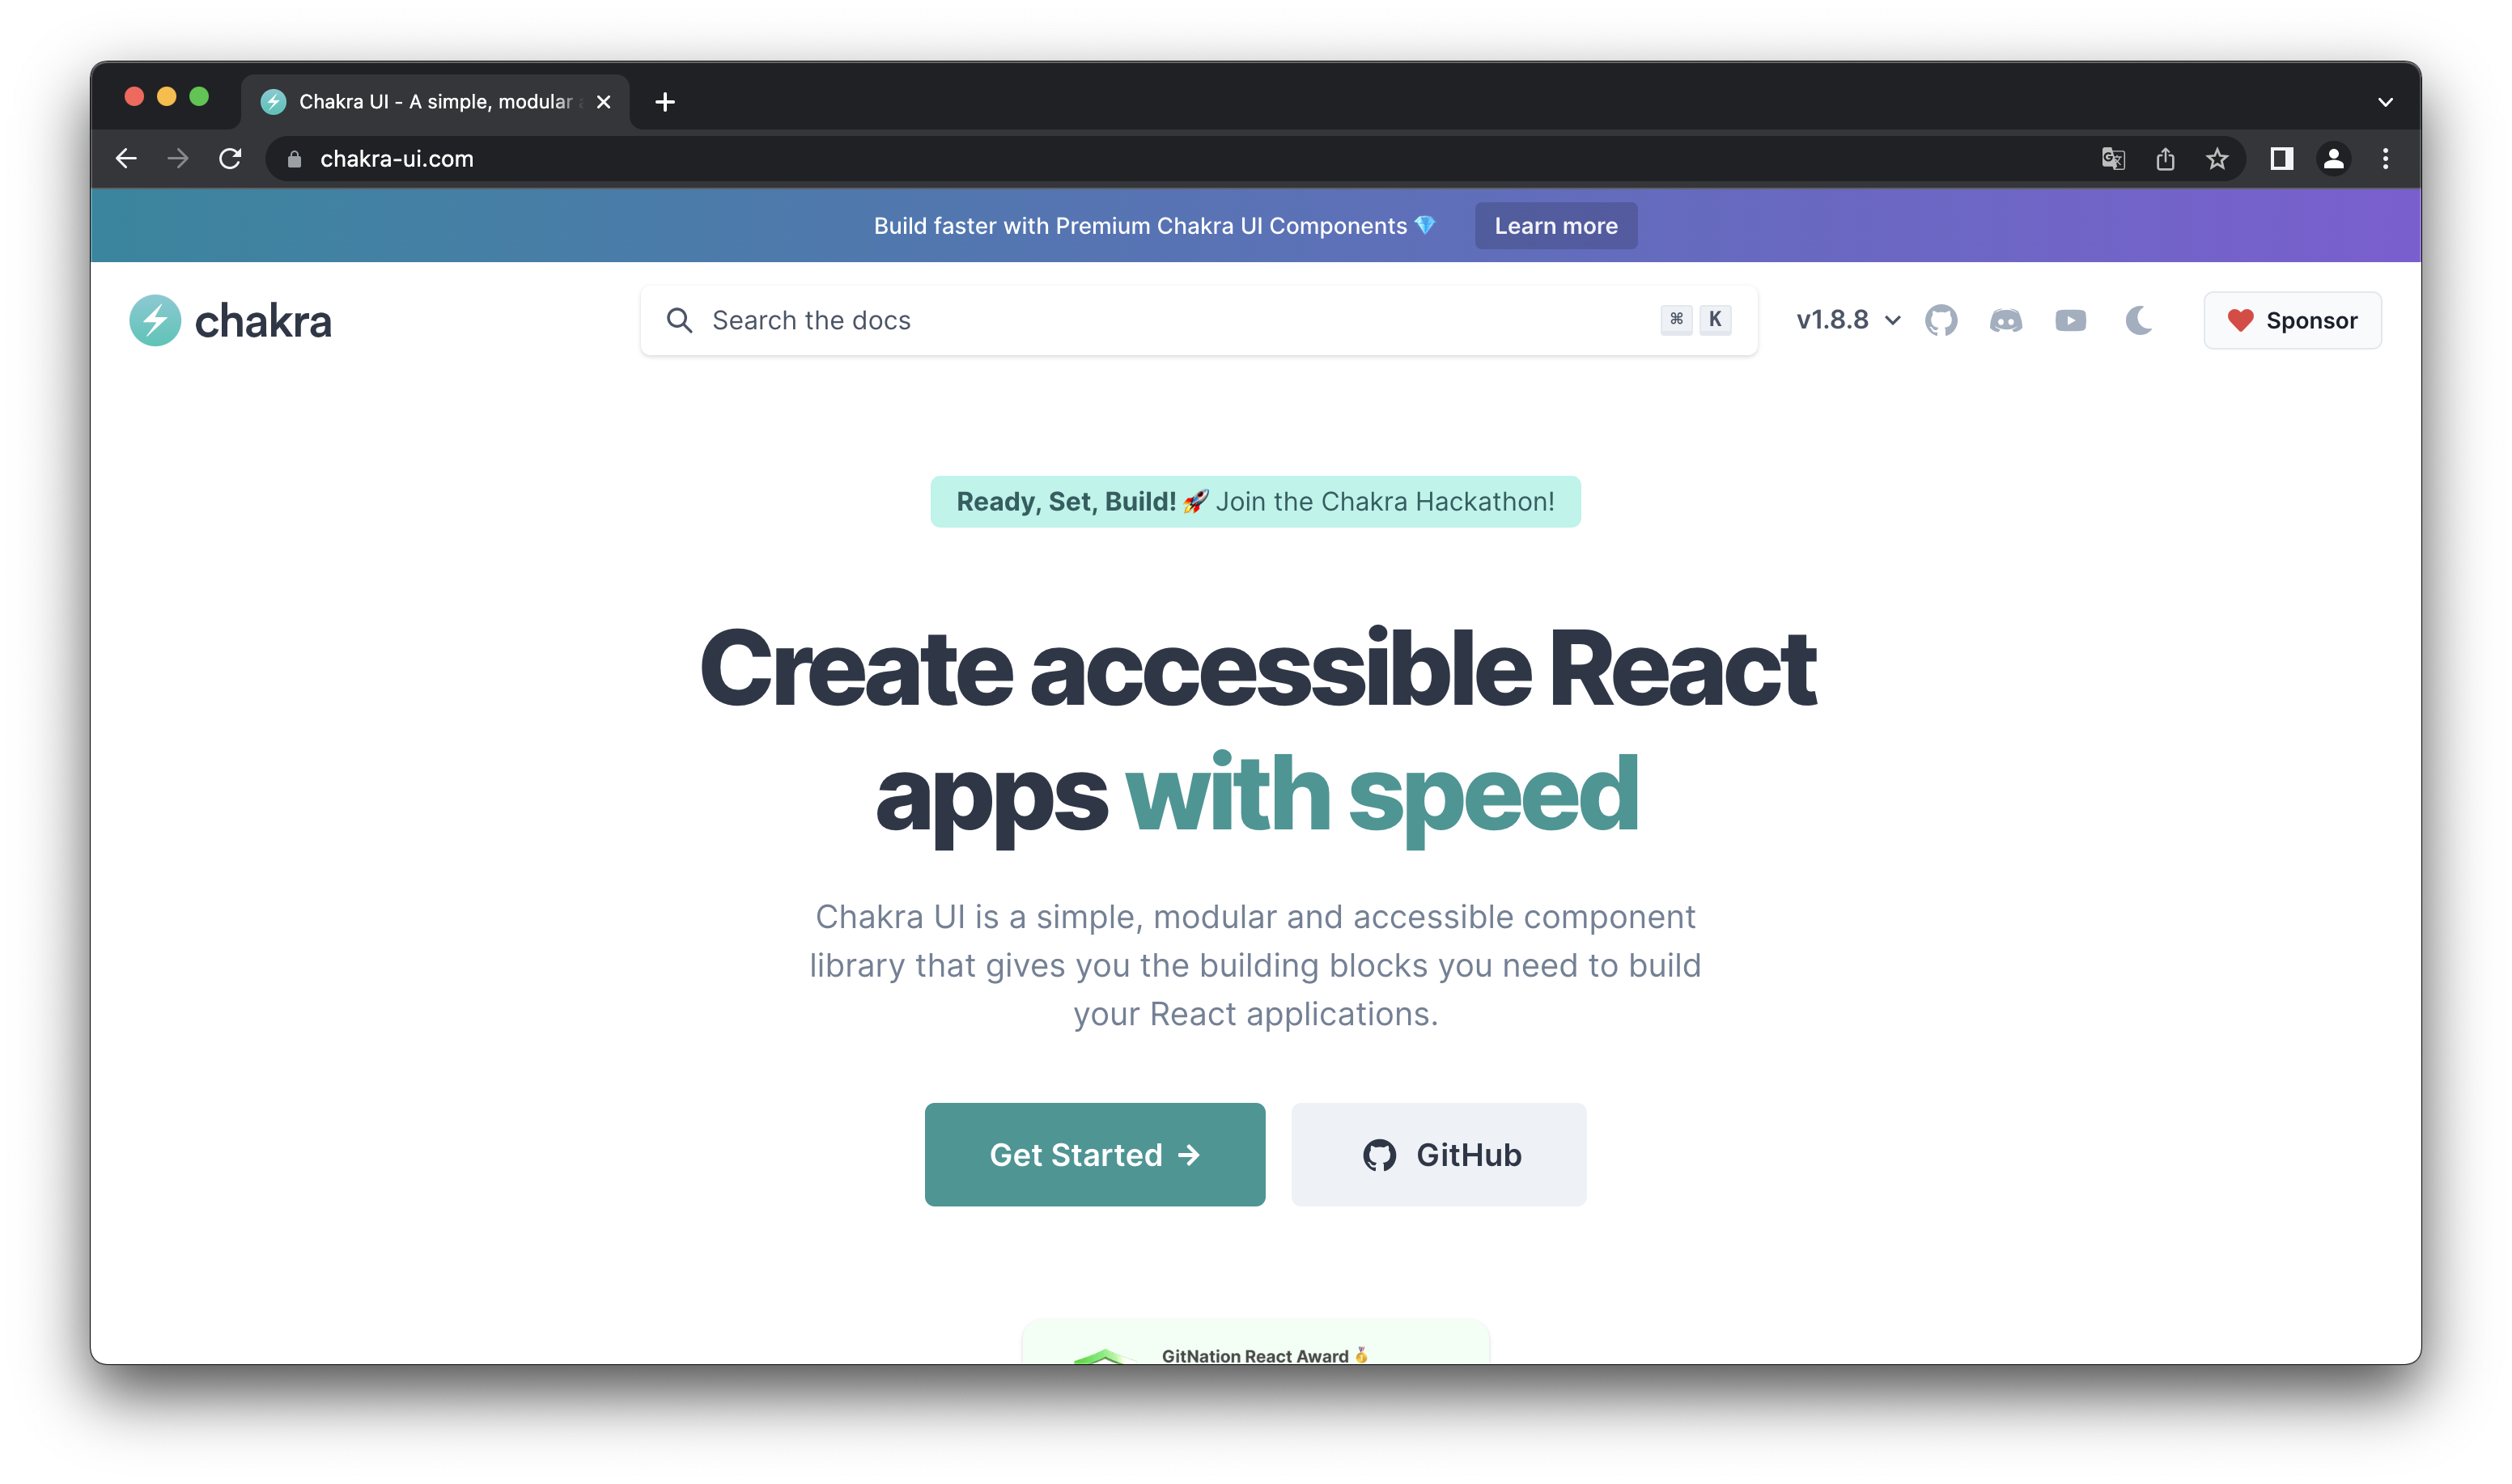 Chakra UI - A simple, modular
chakra-ui.com
Build faster with Premium Chakra UI Components 💎 Learn more
chakra
Search the docs ⌘ K
v1.8.8
Sponsor
Ready, Set, Build! 🚀 Join the Chakra Hackathon!
Create accessible React
apps with speed
Chakra UI is a simple, modular and accessible component
library that gives you the building blocks you need to build
your React applications.
Get Started →
GitHub
GitNation React Award 🏅